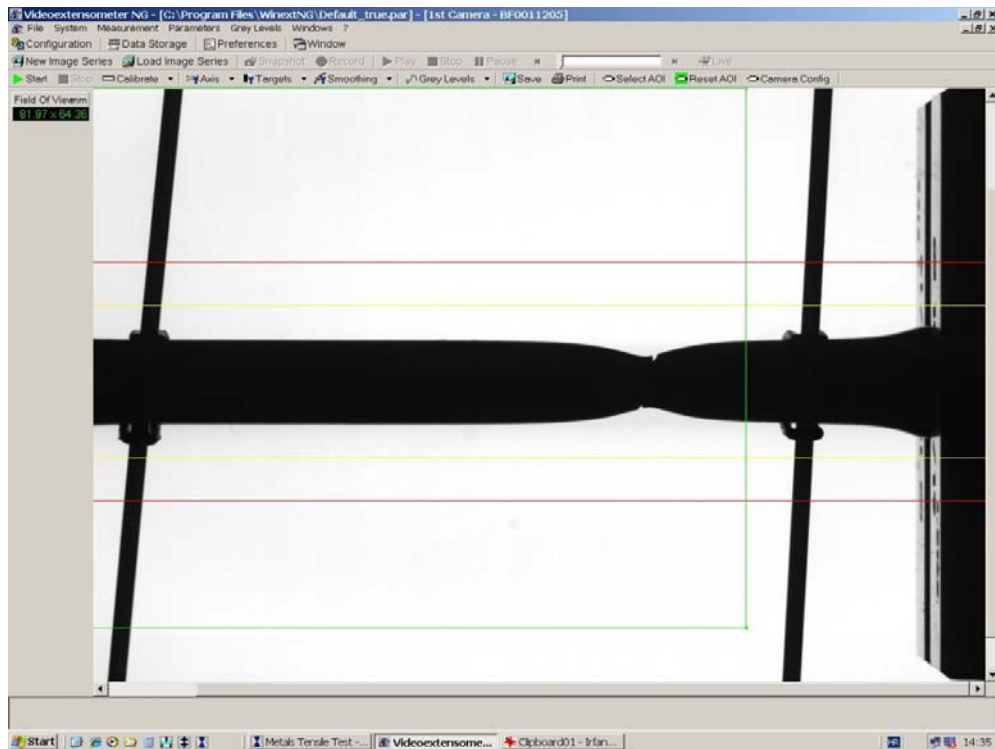 Videoextensometer NG - [C:\Program Files\WinextNG\Default_true.par] - [1st Camera - BF0011205]
File System Measurement Parameters Grey Levels Windows ?
Configuration Data Storage Preferences Window
New Image Series Load Image Series Snapshot Record Play Stop Pause Live
Start Stop Calibrate Axis Targets Smoothing Grey Levels Save Print Select AOI Reset AOI Camera Config
Field Of View mm
81.97 x 64.36
Start Metals Tensile Test -... Videoextensome... Clipboard01 - Irfan... 14:35